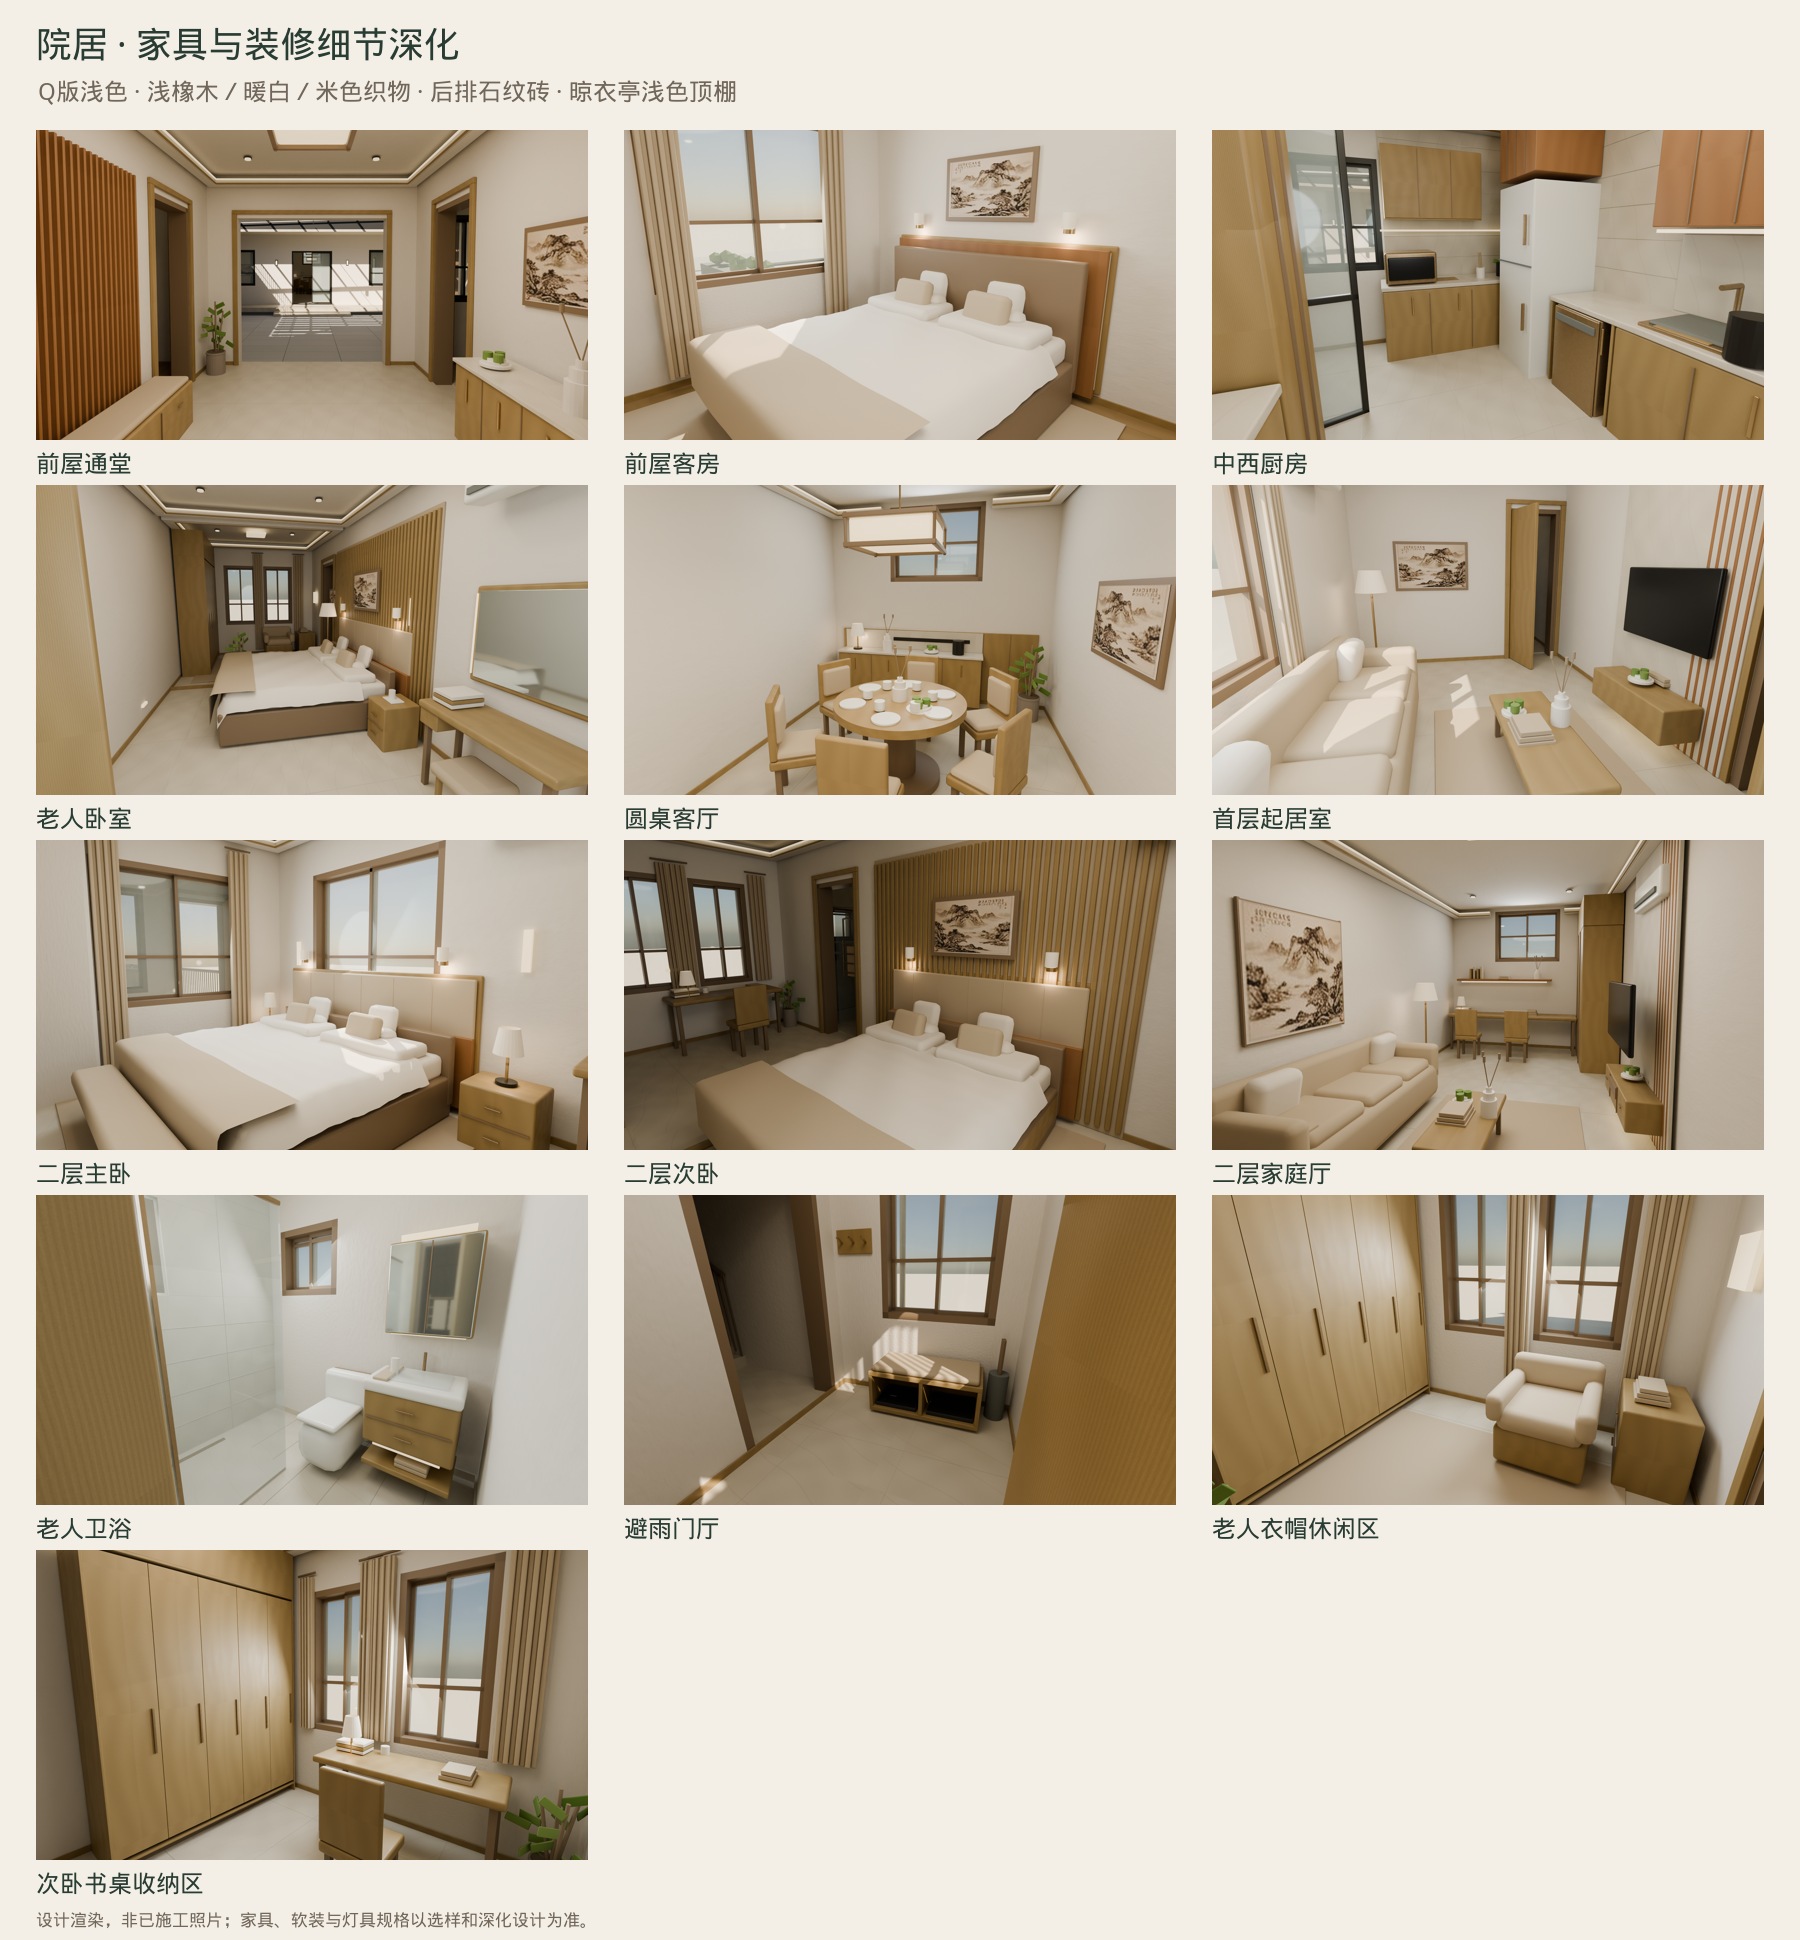 院居·家具与装修细节深化
Q版浅色·浅橡木 / 暖白 / 米色织物·后排石纹砖·晾衣亭浅色顶棚
前屋通堂
前屋客房
中西厨房
老人卧室
圆桌客厅
首层起居室
二层主卧
二层次卧
二层家庭厅
老人卫浴
避雨门厅
老人衣帽休闲区
次卧书桌收纳区
设计渲染，非已施工照片；家具、软装与灯具规格以选样和深化设计为准。